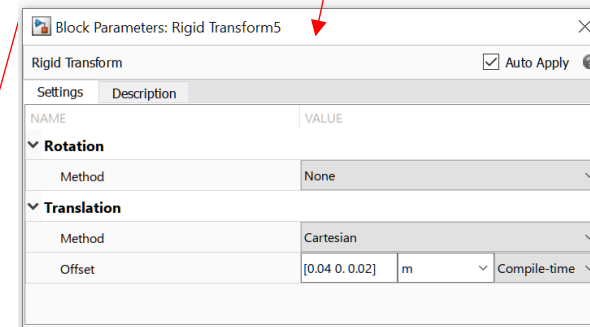 Block Parameters: Rigid Transform5
Rigid Transform Auto Apply
Settings Description
NAME VALUE
Rotation
Method None
Translation
Method Cartesian
Offset [0.04 0. 0.02] m Compile-time